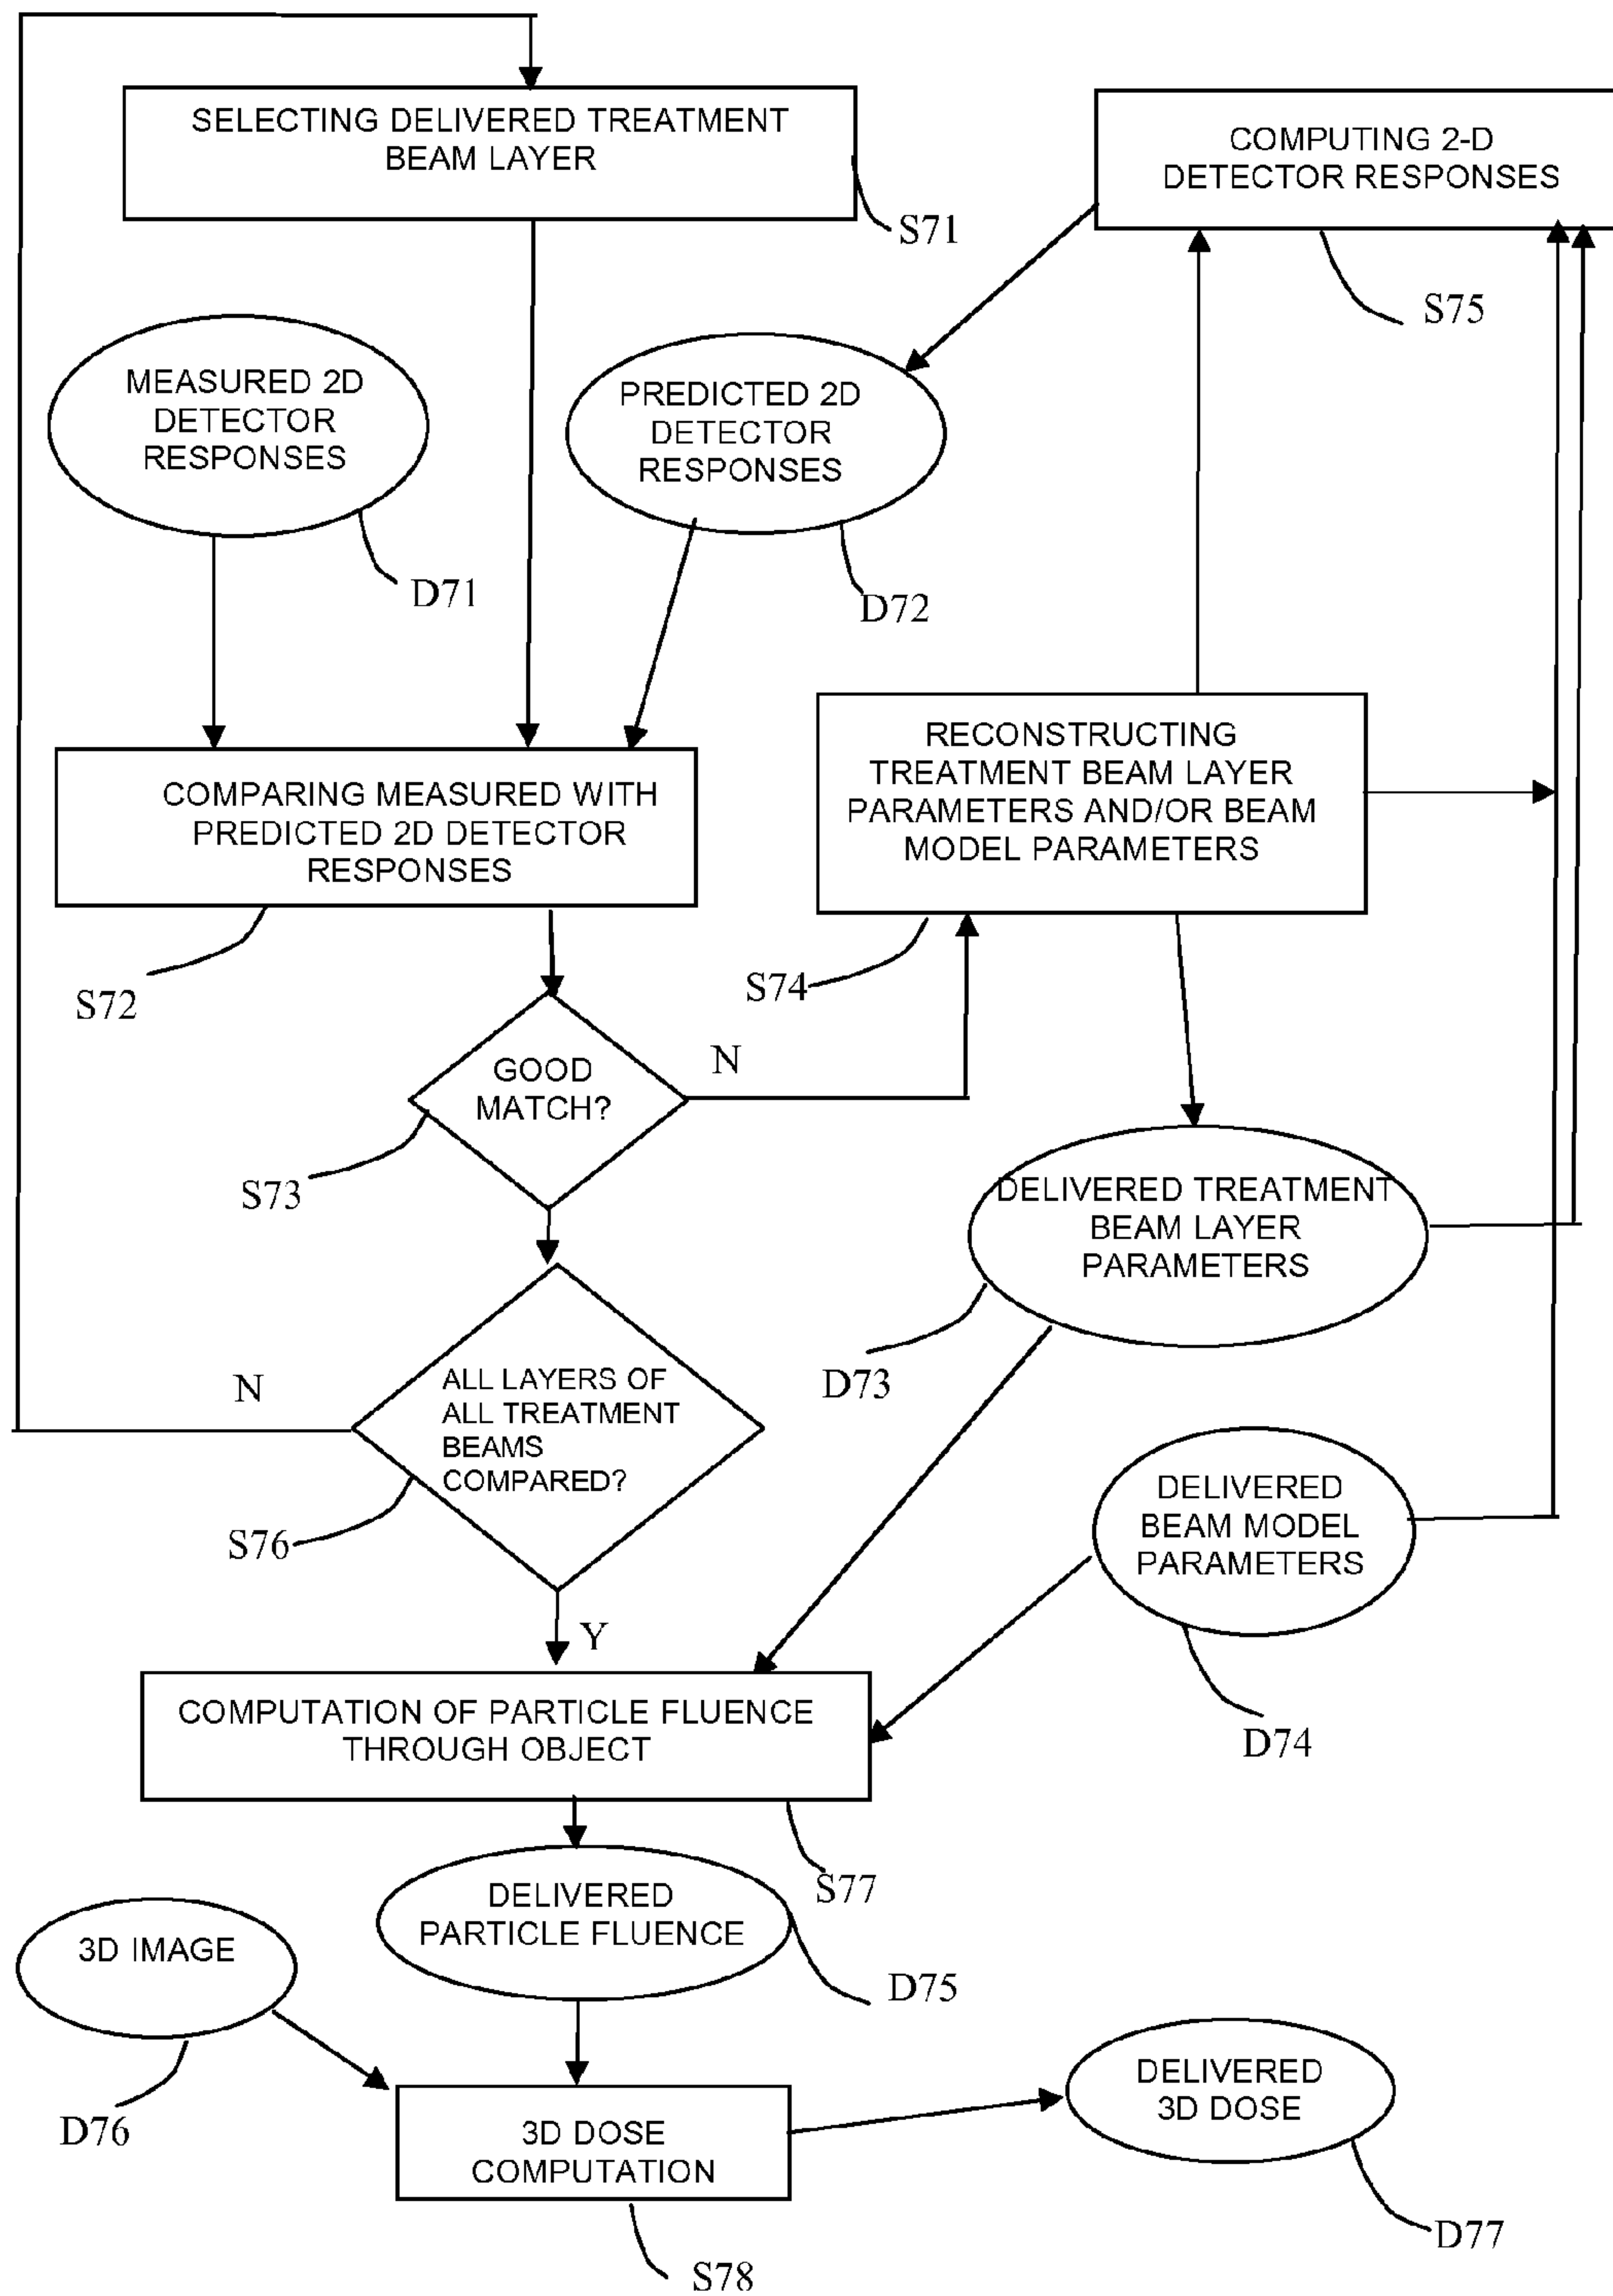 SELECTING DELIVERED TREATMENT
BEAM LAYER
S71
COMPUTING 2-D
DETECTOR RESPONSES
S75
MEASURED 2D
DETECTOR
RESPONSES
D71
PREDICTED 2D
DETECTOR
RESPONSES
D72
COMPARING MEASURED WITH
PREDICTED 2D DETECTOR
RESPONSES
S72
RECONSTRUCTING
TREATMENT BEAM LAYER
PARAMETERS AND/OR BEAM
MODEL PARAMETERS
S74
GOOD
MATCH?
N
S73
DELIVERED TREATMENT
BEAM LAYER
PARAMETERS
D73
ALL LAYERS OF
ALL TREATMENT
BEAMS
COMPARED?
N
S76
Y
DELIVERED
BEAM MODEL
PARAMETERS
D74
COMPUTATION OF PARTICLE FLUENCE
THROUGH OBJECT
S77
DELIVERED
PARTICLE FLUENCE
D75
3D IMAGE
D76
3D DOSE
COMPUTATION
S78
DELIVERED
3D DOSE
D77